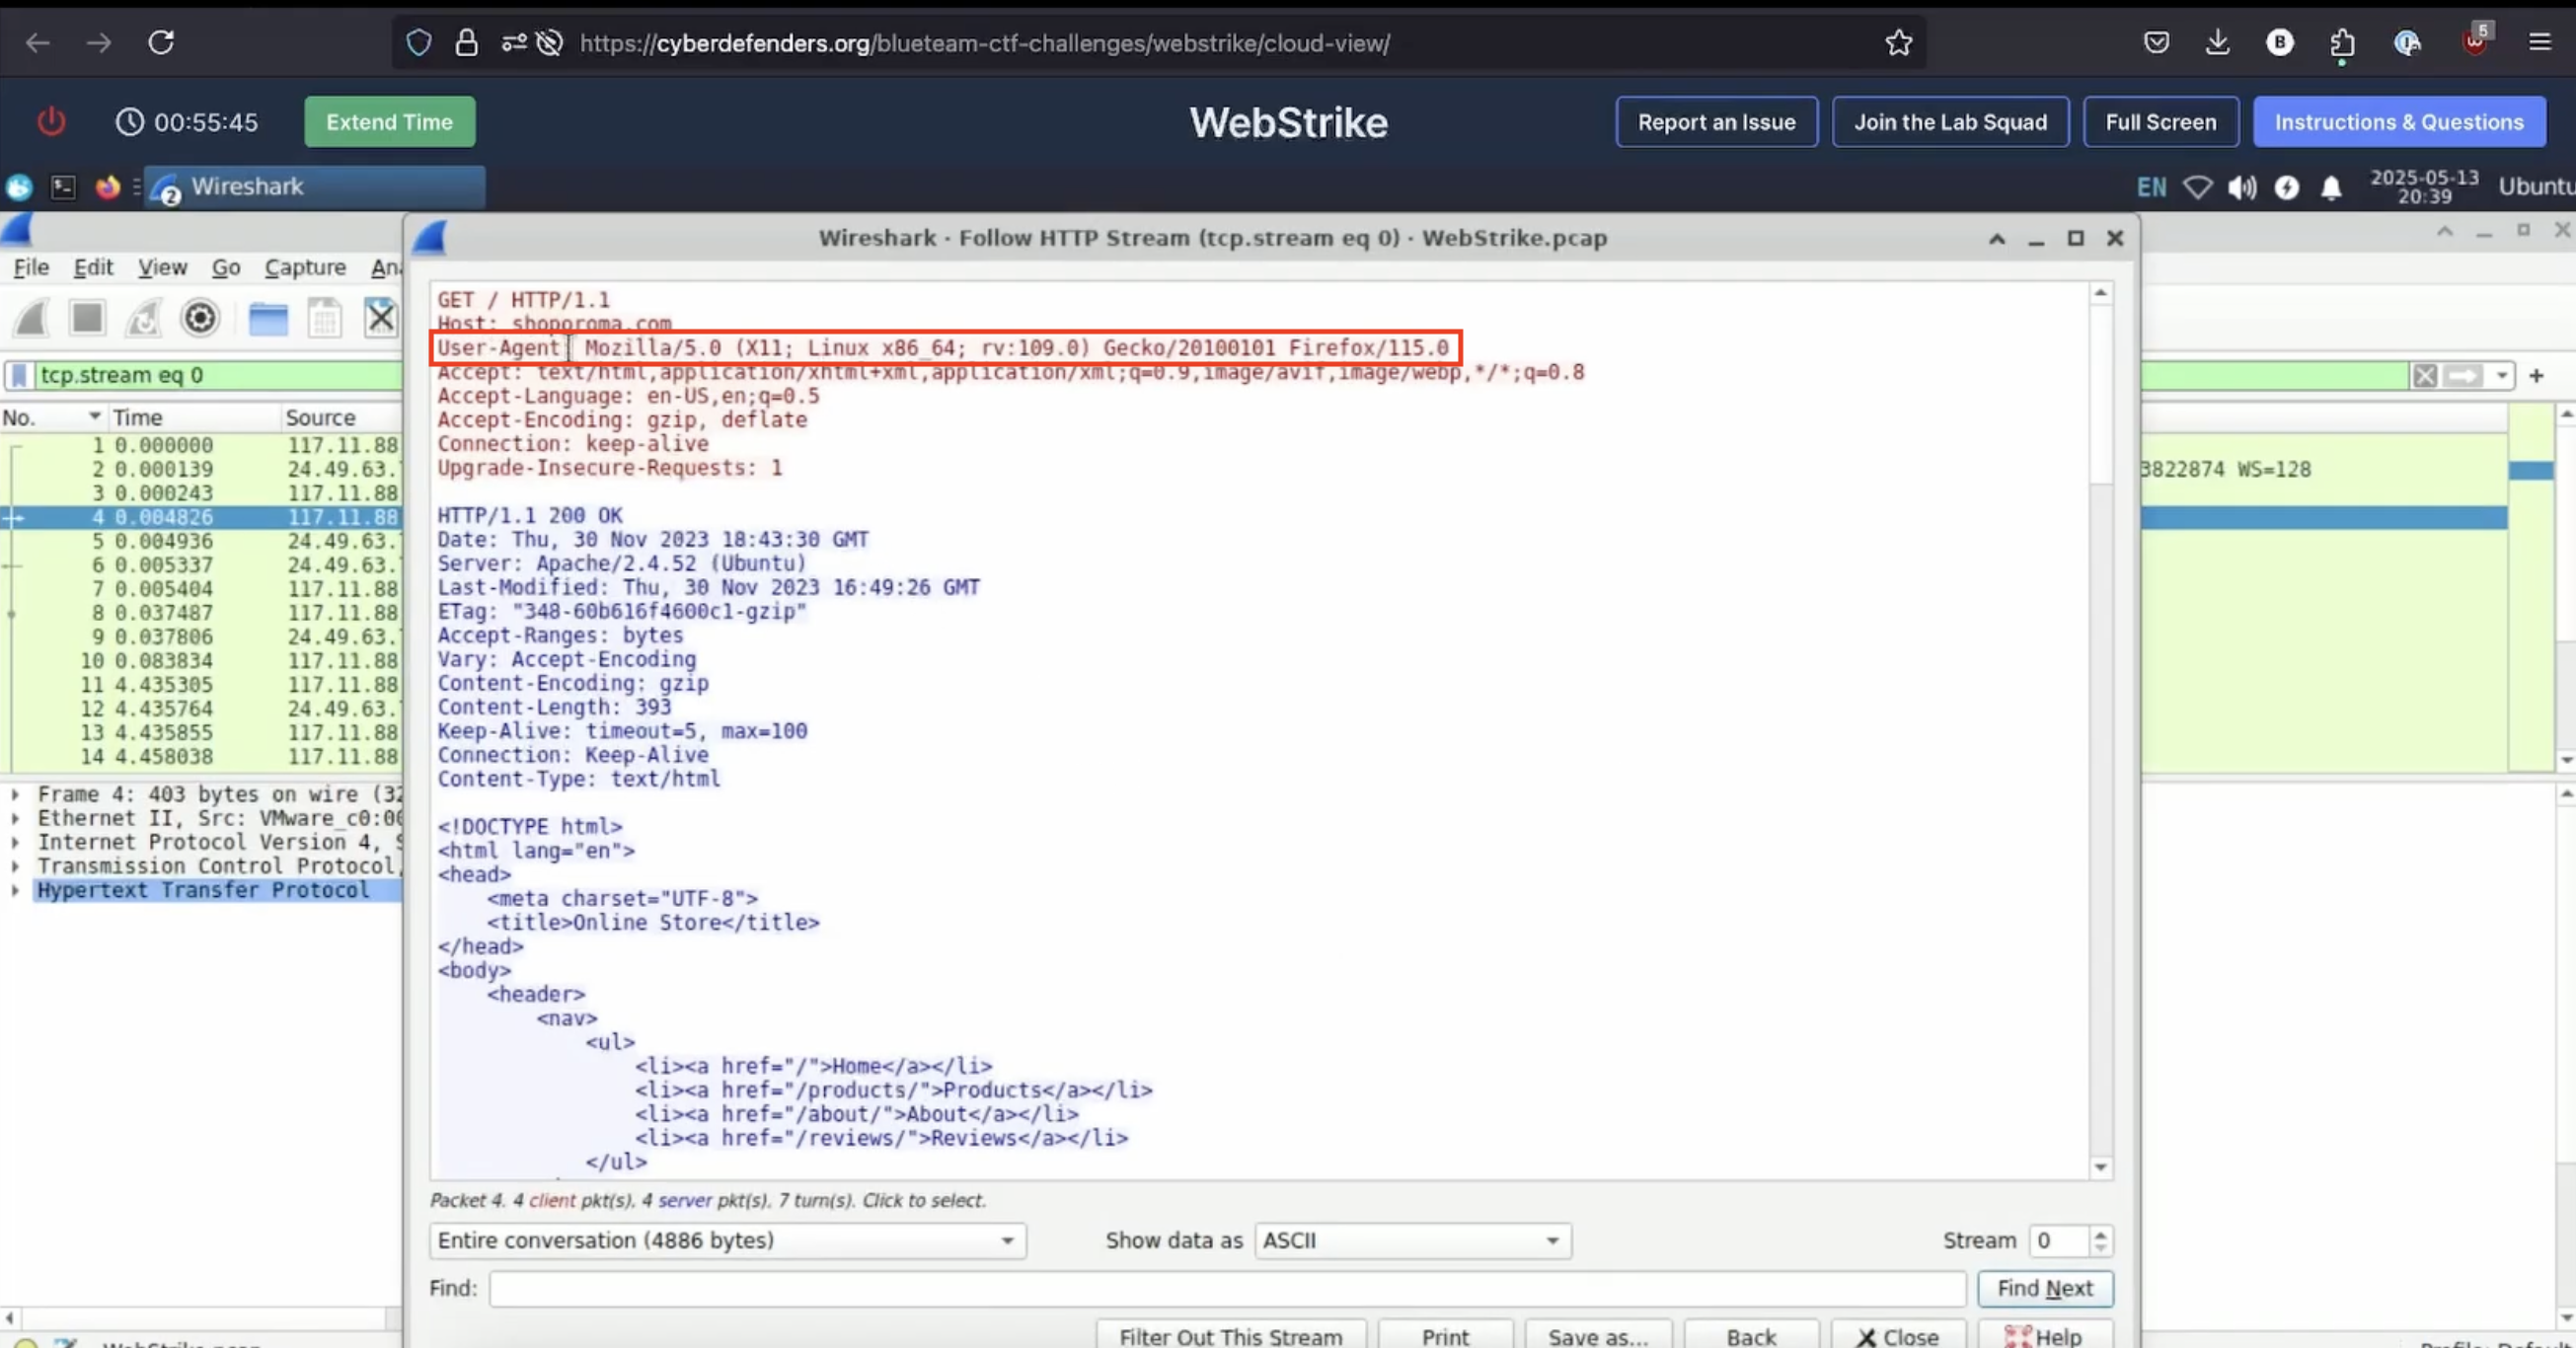 https://cyberdefenders.org/blueteam-ctf-challenges/webstrike/cloud-view/
5
00:55:45
Extend Time
WebStrike
Report an Issue
Join the Lab Squad
Full Screen
Instructions & Questions
2 Wireshark
EN
2025-05-13
20:39
Ubuntu
Wireshark · Follow HTTP Stream (tcp.stream eq 0) · WebStrike.pcap
File Edit View Go Capture
GET / HTTP/1.1
Host: shoporoma.com
User-Agent Mozilla/5.0 (X11; Linux x86_64; rv:109.0) Gecko/20100101 Firefox/115.0
Accept: text/html,application/xhtml+xml,application/xml;q=0.9,image/avif,image/webp,*/*;q=0.8
Accept-Language: en-US,en;q=0.5
Accept-Encoding: gzip, deflate
Connection: keep-alive
Upgrade-Insecure-Requests: 1
HTTP/1.1 200 OK
Date: Thu, 30 Nov 2023 18:43:30 GMT
Server: Apache/2.4.52 (Ubuntu)
Last-Modified: Thu, 30 Nov 2023 16:49:26 GMT
ETag: "348-60b616f4600c1-gzip"
Accept-Ranges: bytes
Vary: Accept-Encoding
Content-Encoding: gzip
Content-Length: 393
Keep-Alive: timeout=5, max=100
Connection: Keep-Alive
Content-Type: text/html
<!DOCTYPE html>
<html lang="en">
<head>
<meta charset="UTF-8">
<title>Online Store</title>
</head>
<body>
<header>
<nav>
<ul>
<li><a href="/">Home</a></li>
<li><a href="/products/">Products</a></li>
<li><a href="/about/">About</a></li>
<li><a href="/reviews/">Reviews</a></li>
</ul>
Packet 4. 4 client pkt(s), 4 server pkt(s), 7 turn(s). Click to select.
Entire conversation (4886 bytes)
Show data as ASCII
Stream 0
Find:
Find Next
Filter Out This Stream
Print
Save as...
Back
Close
Help
tcp.stream eq 0
No. Time Source
1 0.000000 117.11.88
2 0.000139 24.49.63.
3 0.000243 117.11.88
4 0.004826 117.11.88
5 0.004936 24.49.63.
6 0.005337 24.49.63.
7 0.005404 117.11.88
8 0.037487 117.11.88
9 0.037806 24.49.63.
10 0.083834 117.11.88
11 4.435305 117.11.88
12 4.435764 24.49.63.
13 4.435855 117.11.88
14 4.458038 117.11.88
3822874 WS=128
Frame 4: 403 bytes on wire (32
Ethernet II, Src: VMware_c0:00
Internet Protocol Version 4, S
Transmission Control Protocol,
Hypertext Transfer Protocol